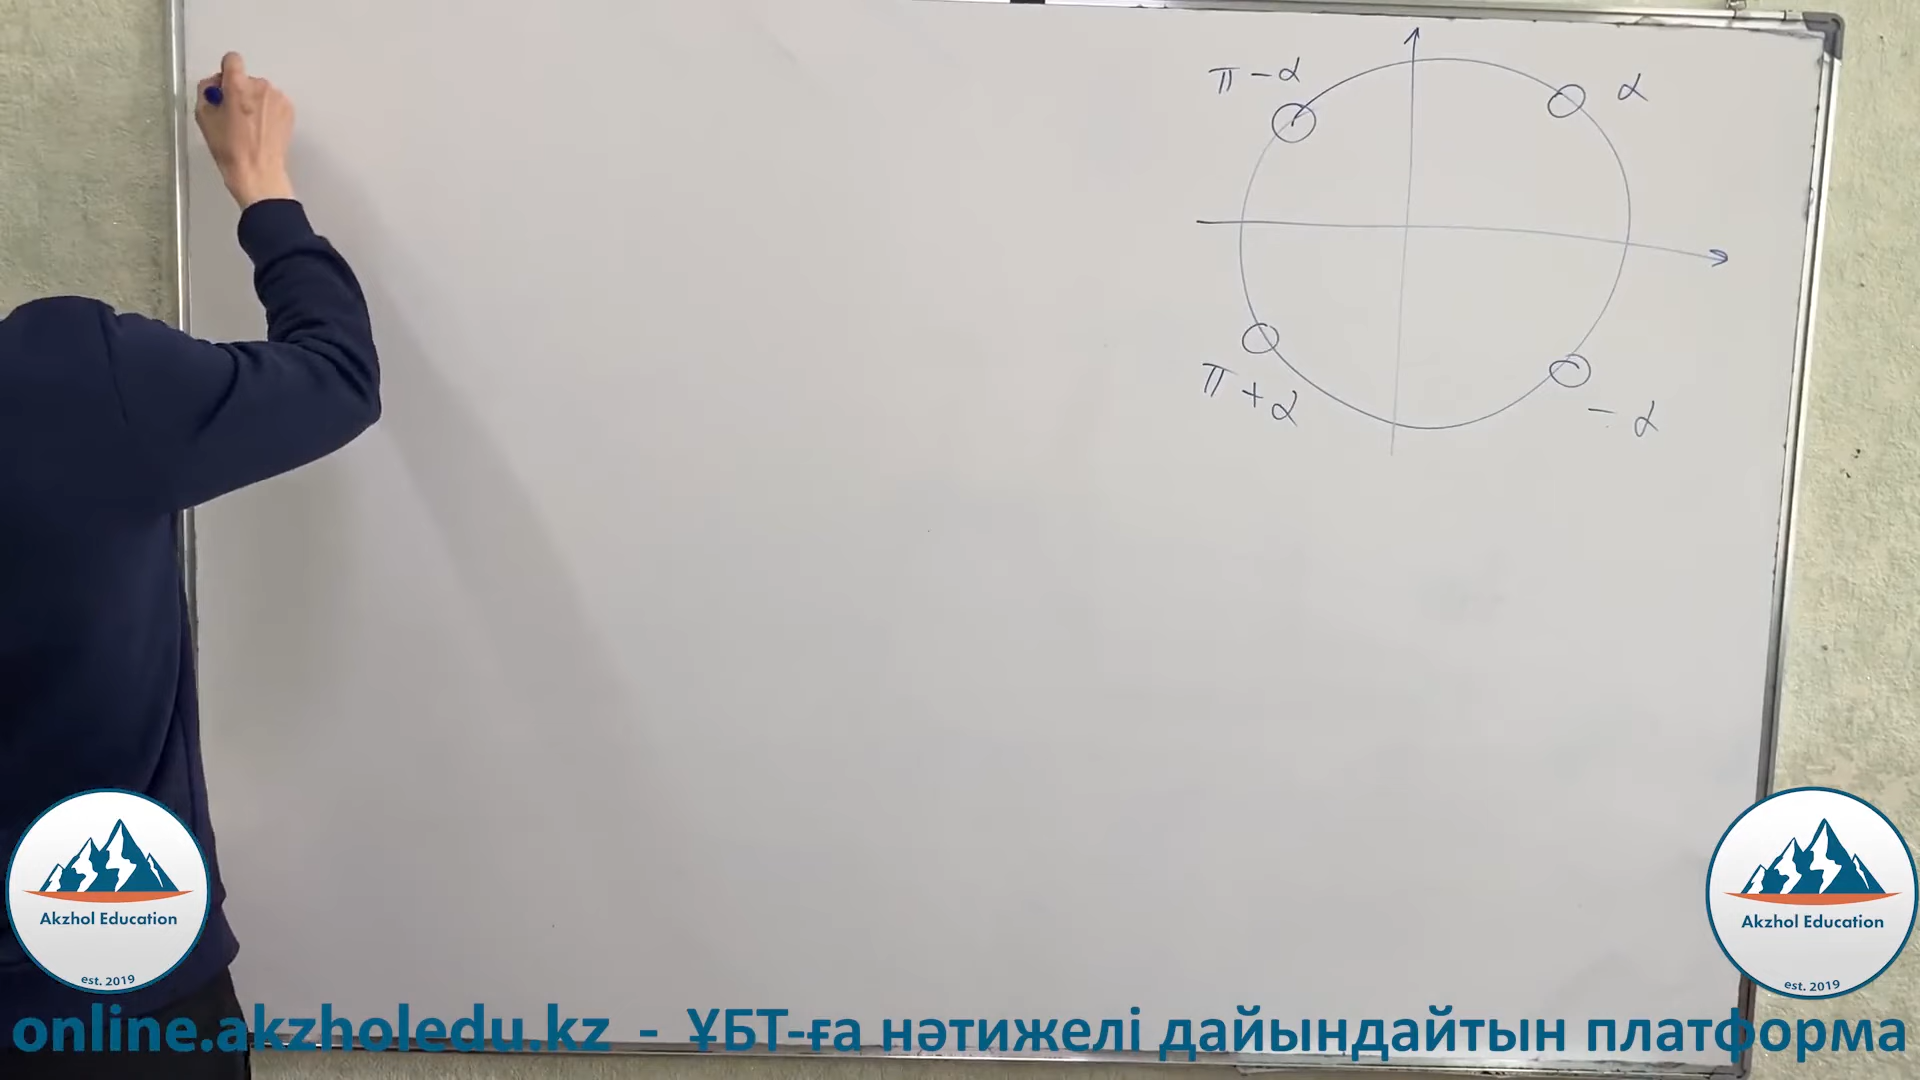 π - α
α
π + α
- α
Akzhol Education
est. 2019
Akzhol Education
est. 2019
online.akzholedu.kz - ҰБТ-ға нәтижелі дайындайтын платформа